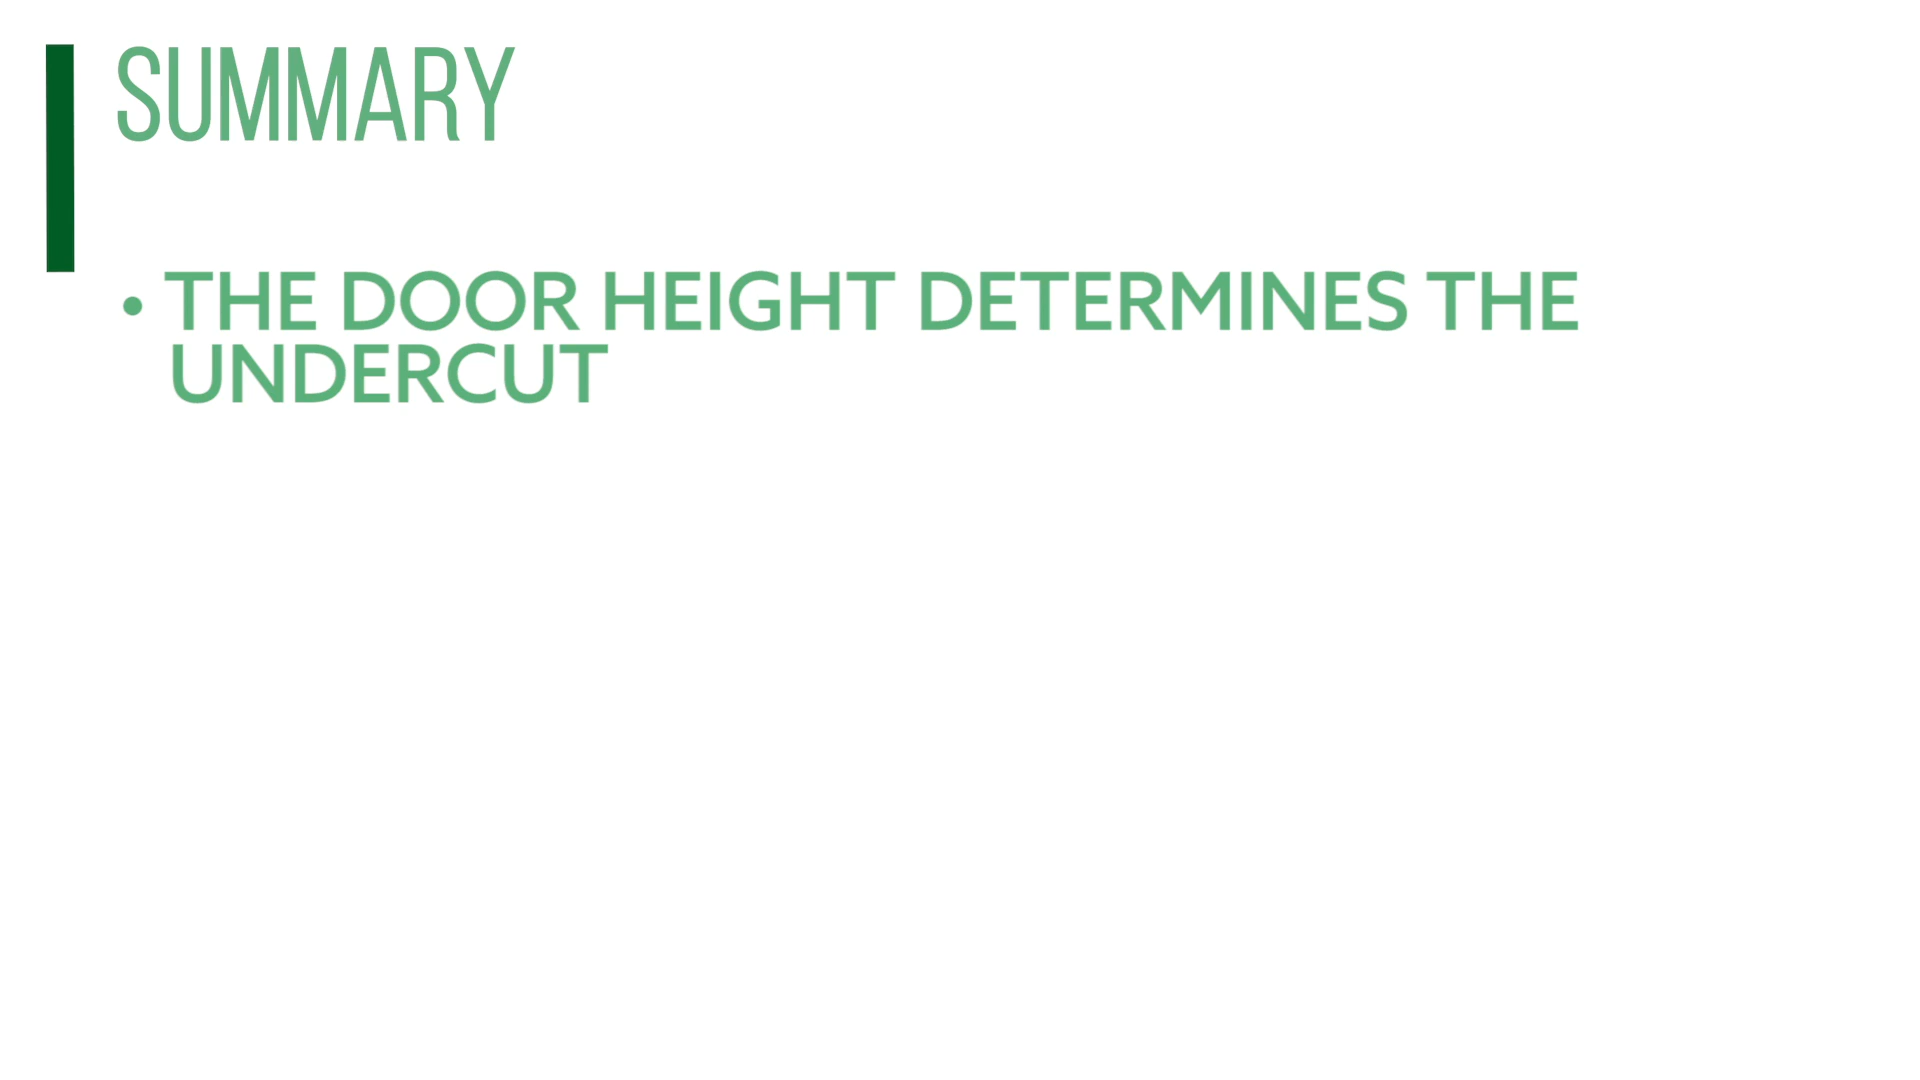 SUMMARY
• THE DOOR HEIGHT DETERMINES THE
UNDERCUT